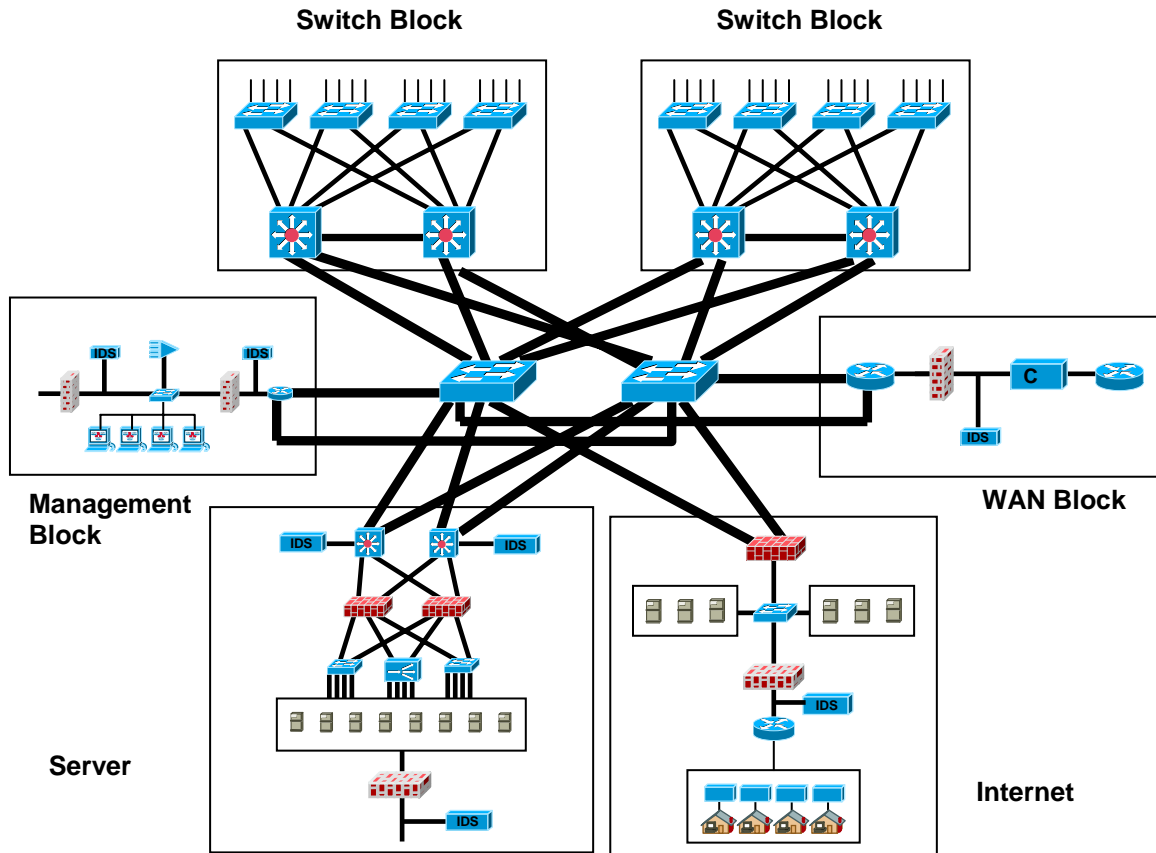 Switch Block
Switch Block
IDS
IDS
C
IDS
Management
Block
WAN Block
IDS
IDS
IDS
Server
Internet
IDS